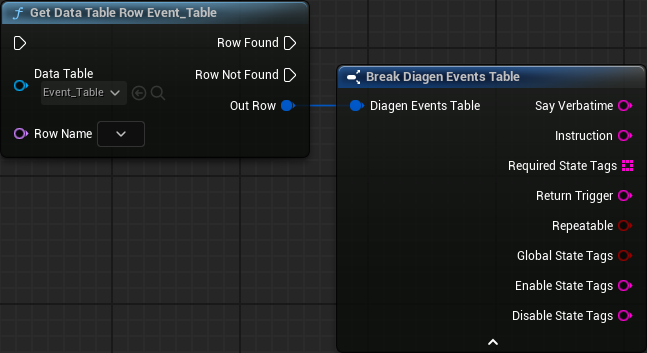 Get Data Table Row Event_Table
Row Found
Data Table
Event_Table
Row Not Found
Out Row
Row Name
Break Diagen Events Table
Diagen Events Table
Say Verbatime
Instruction
Required State Tags
Return Trigger
Repeatable
Global State Tags
Enable State Tags
Disable State Tags